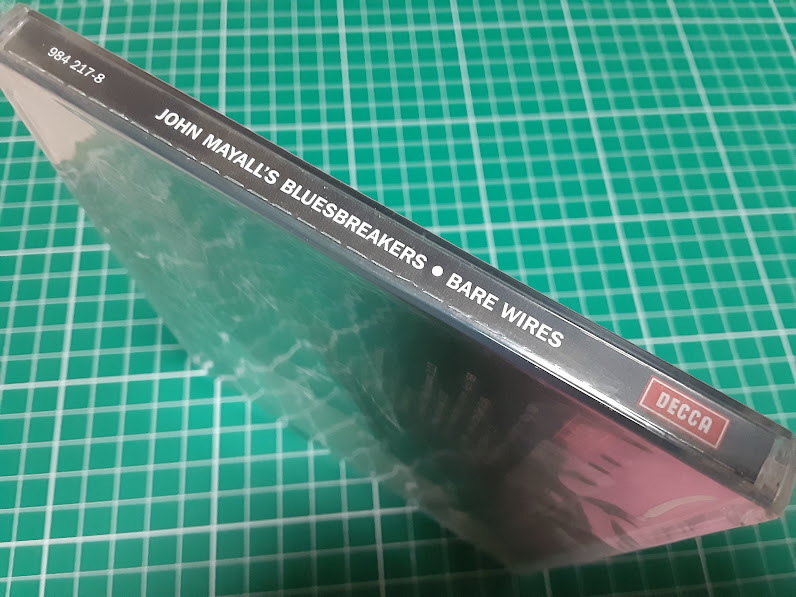 984 217-8
JOHN MAYALL'S BLUESBREAKERS • BARE WIRES
DECCA